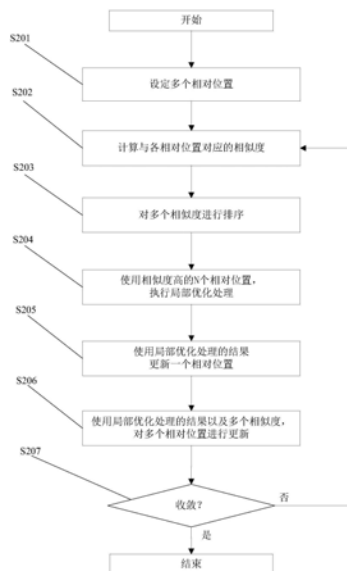 开始
S201
设定多个相对位置
S202
计算与各相对位置对应的相似度
S203
对多个相似度进行排序
S204
使用相似度高的N个相对位置,
执行局部优化处理
S205
使用局部优化处理的结果
更新一个相对位置
S206
使用局部优化处理的结果以及多个相似度,
对多个相对位置进行更新
S207
收敛?
否
是
结束